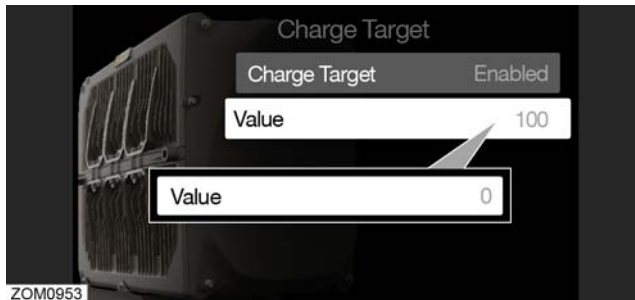 Charge Target
Charge Target Enabled
Value 100
Value 0
ZOM0953